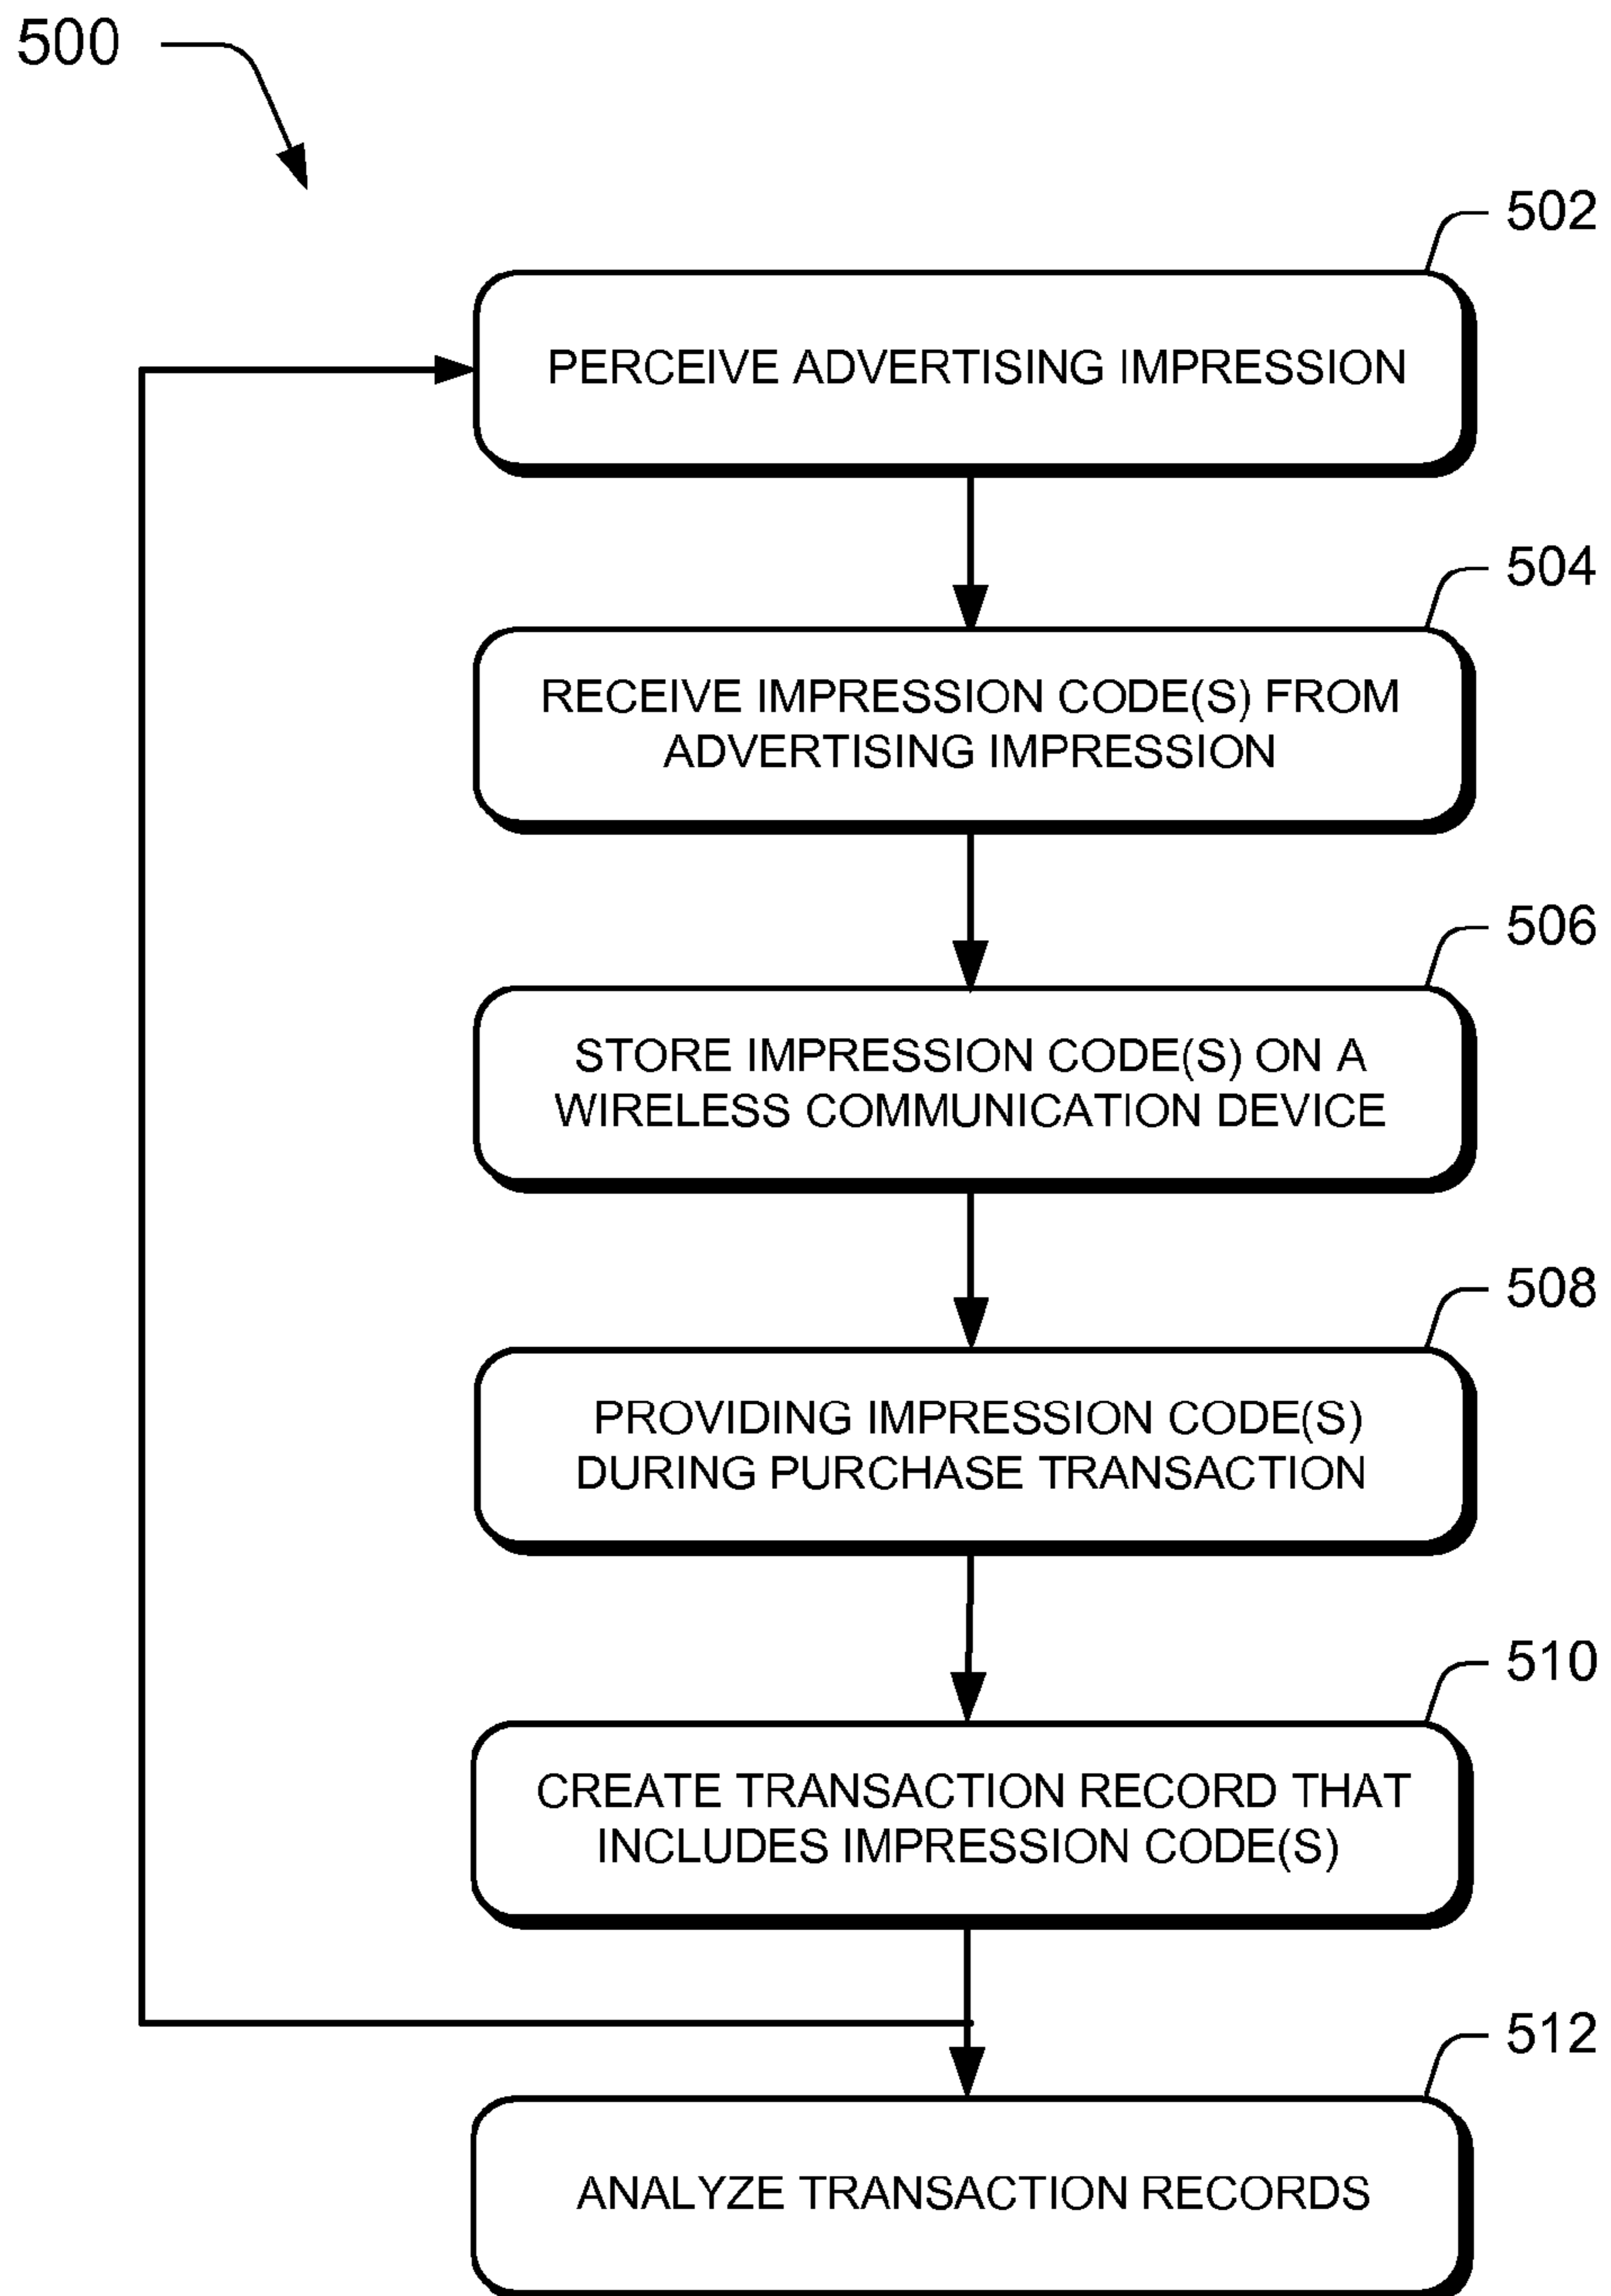 500
502
PERCEIVE ADVERTISING IMPRESSION
504
RECEIVE IMPRESSION CODE(S) FROM
ADVERTISING IMPRESSION
506
STORE IMPRESSION CODE(S) ON A
WIRELESS COMMUNICATION DEVICE
508
PROVIDING IMPRESSION CODE(S)
DURING PURCHASE TRANSACTION
510
CREATE TRANSACTION RECORD THAT
INCLUDES IMPRESSION CODE(S)
512
ANALYZE TRANSACTION RECORDS